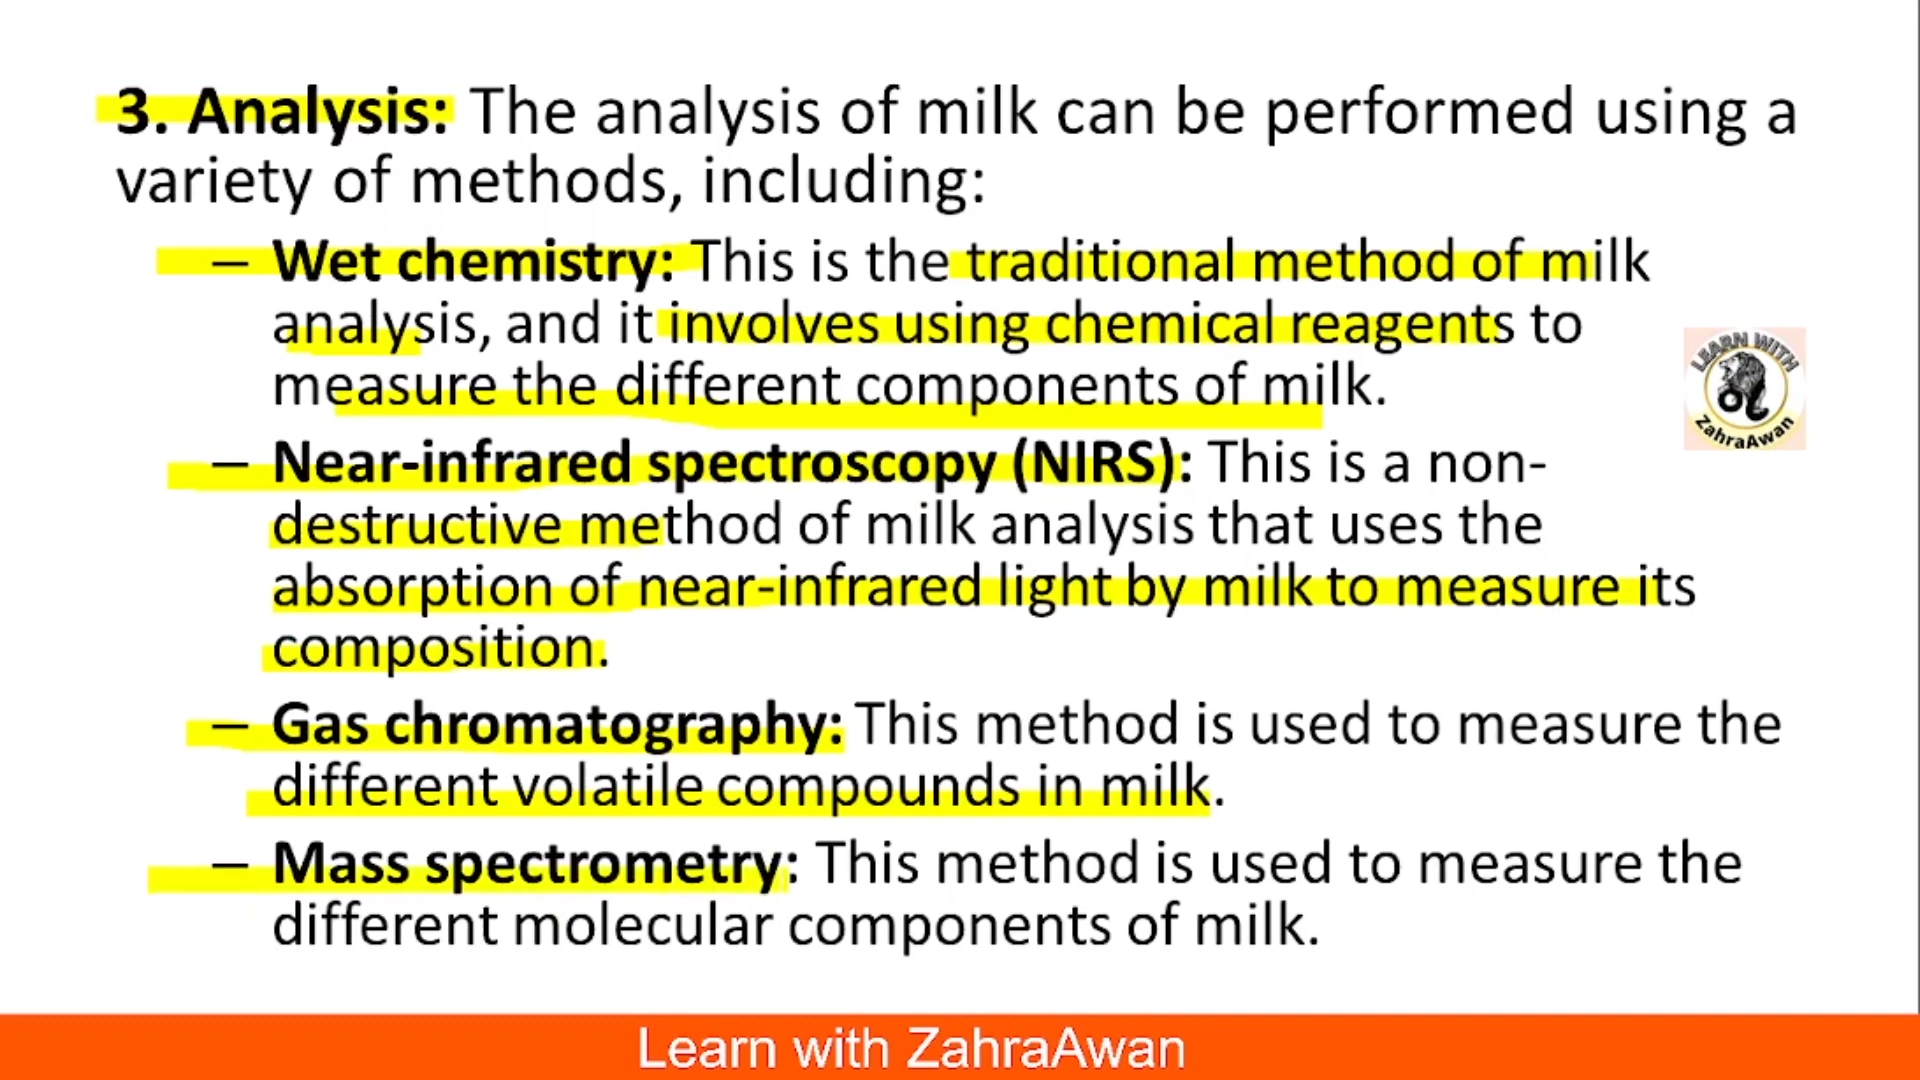 3. Analysis: The analysis of milk can be performed using a
variety of methods, including:
– Wet chemistry: This is the traditional method of milk
analysis, and it involves using chemical reagents to
measure the different components of milk.
LEARN WITH
ZahraAwan
– Near-infrared spectroscopy (NIRS): This is a non-
destructive method of milk analysis that uses the
absorption of near-infrared light by milk to measure its
composition.
– Gas chromatography: This method is used to measure the
different volatile compounds in milk.
– Mass spectrometry: This method is used to measure the
different molecular components of milk.
Learn with ZahraAwan